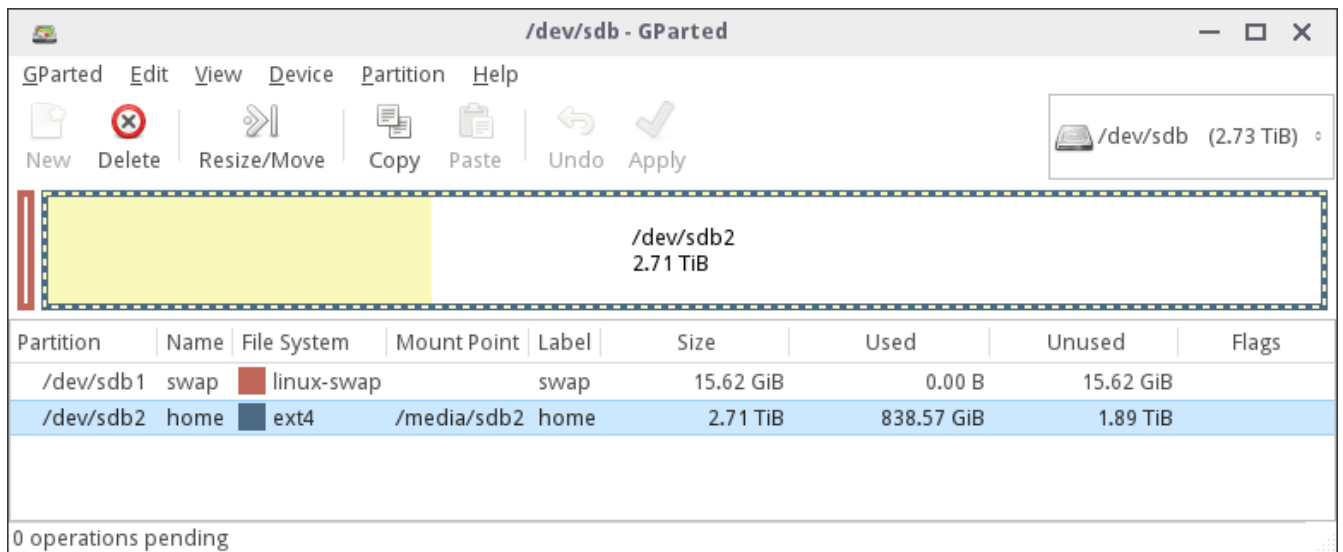 /dev/sdb - GParted
GParted Edit View Device Partition Help
New Delete Resize/Move Copy Paste Undo Apply /dev/sdb (2.73 TiB)
/dev/sdb2
2.71 TiB
Partition Name File System Mount Point Label Size Used Unused Flags
/dev/sdb1 swap linux-swap swap 15.62 GiB 0.00 B 15.62 GiB
/dev/sdb2 home ext4 /media/sdb2 home 2.71 TiB 838.57 GiB 1.89 TiB
0 operations pending